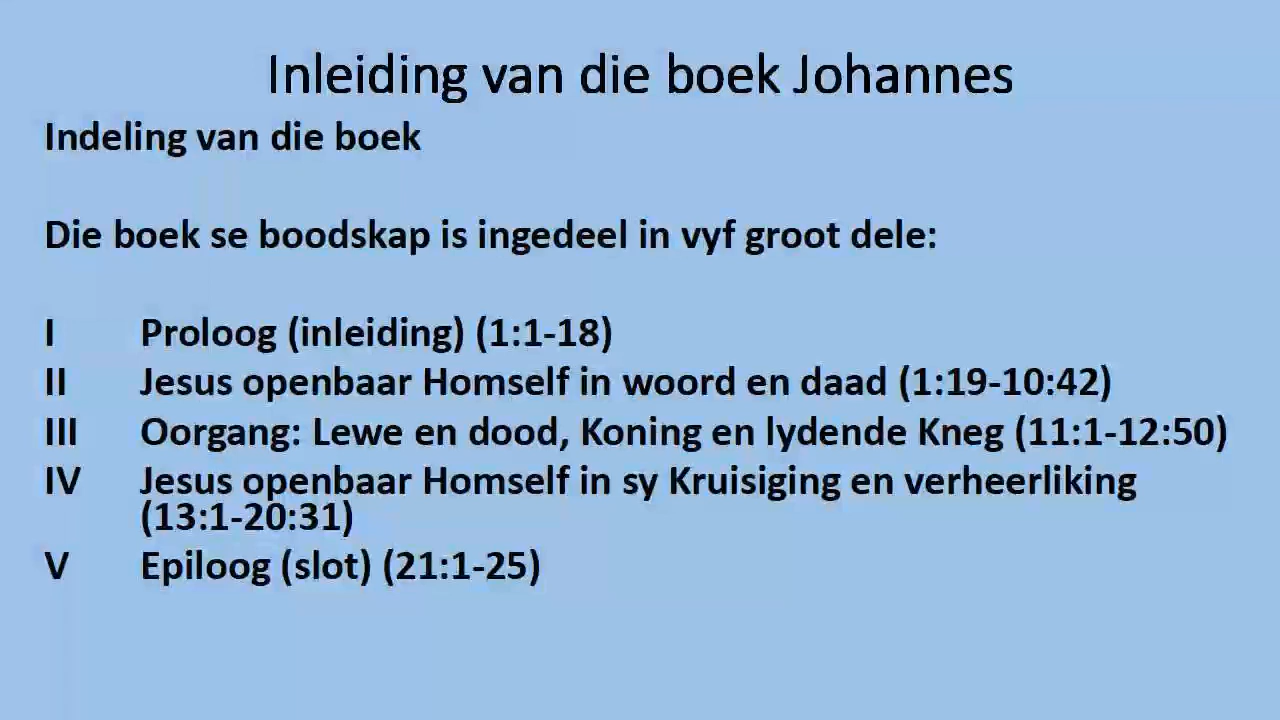 Inleiding van die boek Johannes
Indeling van die boek
Die boek se boodskap is ingedeel in vyf groot dele:
I Proloog (inleiding) (1:1-18)
II Jesus openbaar Homself in woord en daad (1:19-10:42)
III Oorgang: Lewe en dood, Koning en lydende Kneg (11:1-12:50)
IV Jesus openbaar Homself in sy Kruisiging en verheerliking
(13:1-20:31)
V Epiloog (slot) (21:1-25)